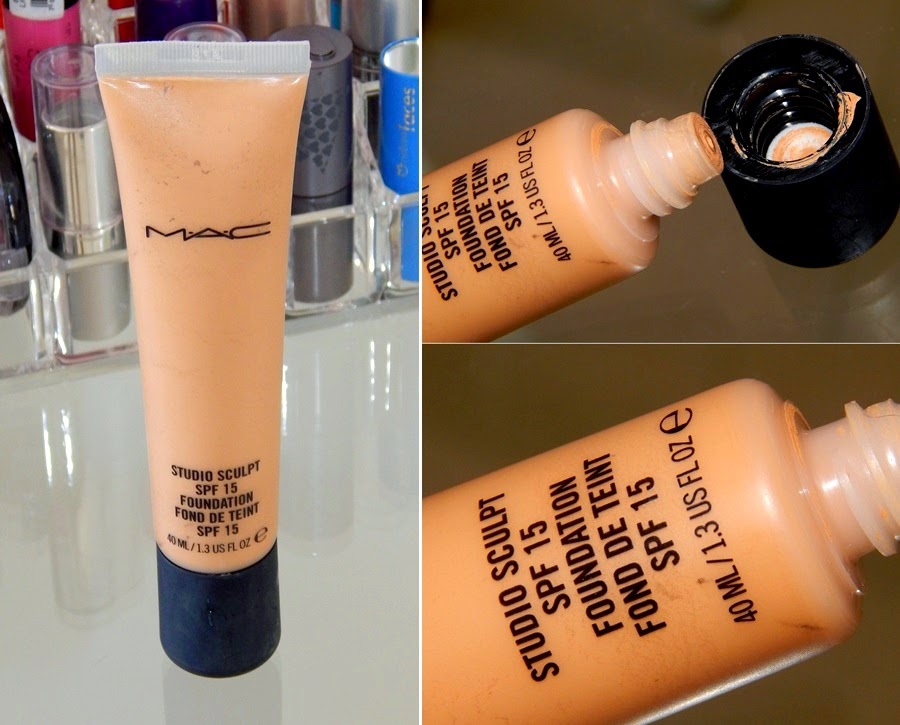 faces
M·A·C
STUDIO SCULPT
SPF 15
FOUNDATION
FOND DE TEINT
SPF 15
40 ML / 1.3 US FL OZ ℮
STUDIO SCULPT
SPF 15
FOUNDATION
FOND DE TEINT
SPF 15
40 ML / 1.3 US FL OZ ℮
STUDIO SCULPT
SPF 15
FOUNDATION
FOND DE TEINT
SPF 15
40 ML / 1.3 US FL OZ ℮